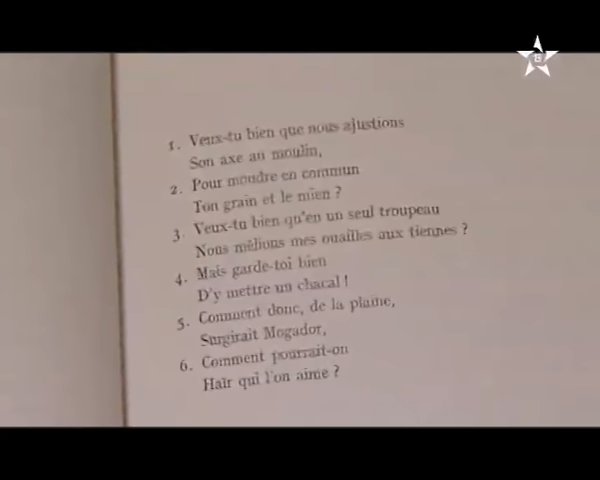 1. Veux-tu bien que nous ajustions
Son axe au moulin,
2. Pour moudre en commun
Ton grain et le mien ?
3. Veux-tu bien qu'en un seul troupeau
Nous mêlions mes ouailles aux tiennes ?
4. Mais garde-toi bien
D'y mettre un chacal !
5. Comment donc, de la plaine,
Surgirait Mogador,
6. Comment pourrait-on
Haïr qui l'on aime ?